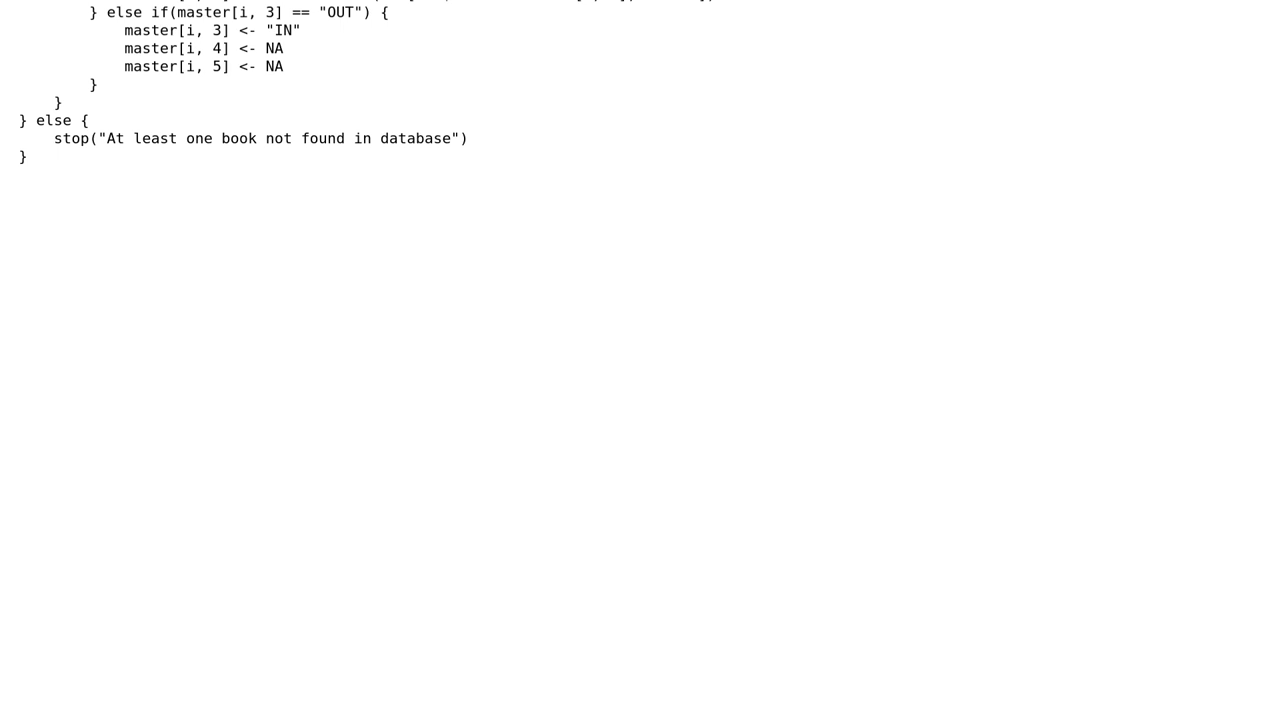 } else if(master[i, 3] == "OUT") {
            master[i, 3] <- "IN"
            master[i, 4] <- NA
            master[i, 5] <- NA
        }
    }
} else {
    stop("At least one book not found in database")
}